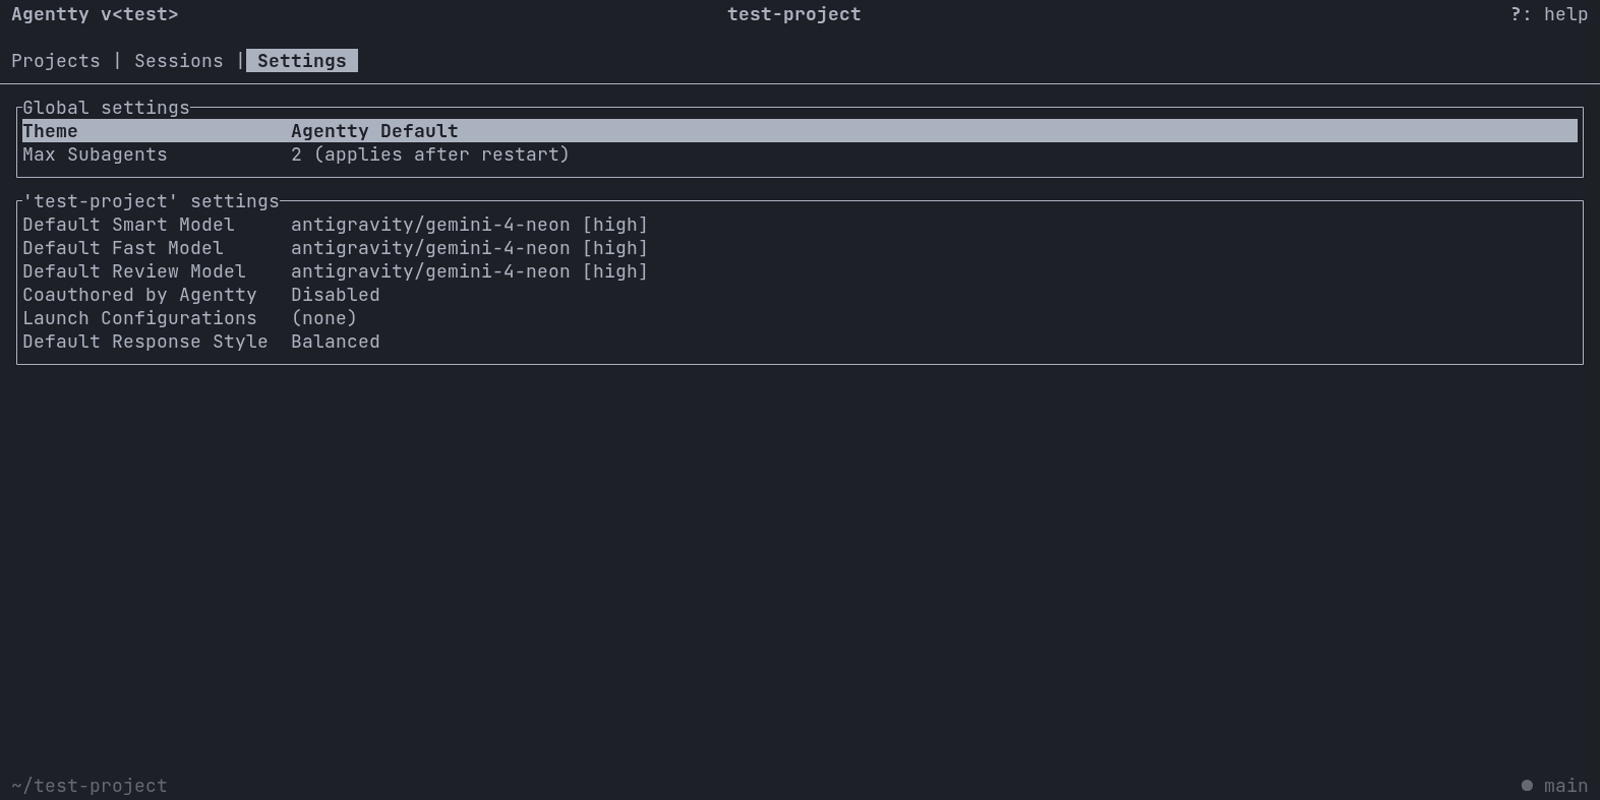 Agentty v<test> test-project ?: help
Projects | Sessions | Settings
Global settings
Theme Agentty Default
Max Subagents 2 (applies after restart)
'test-project' settings
Default Smart Model antigravity/gemini-4-neon [high]
Default Fast Model antigravity/gemini-4-neon [high]
Default Review Model antigravity/gemini-4-neon [high]
Coauthored by Agentty Disabled
Launch Configurations (none)
Default Response Style Balanced
~/test-project ● main